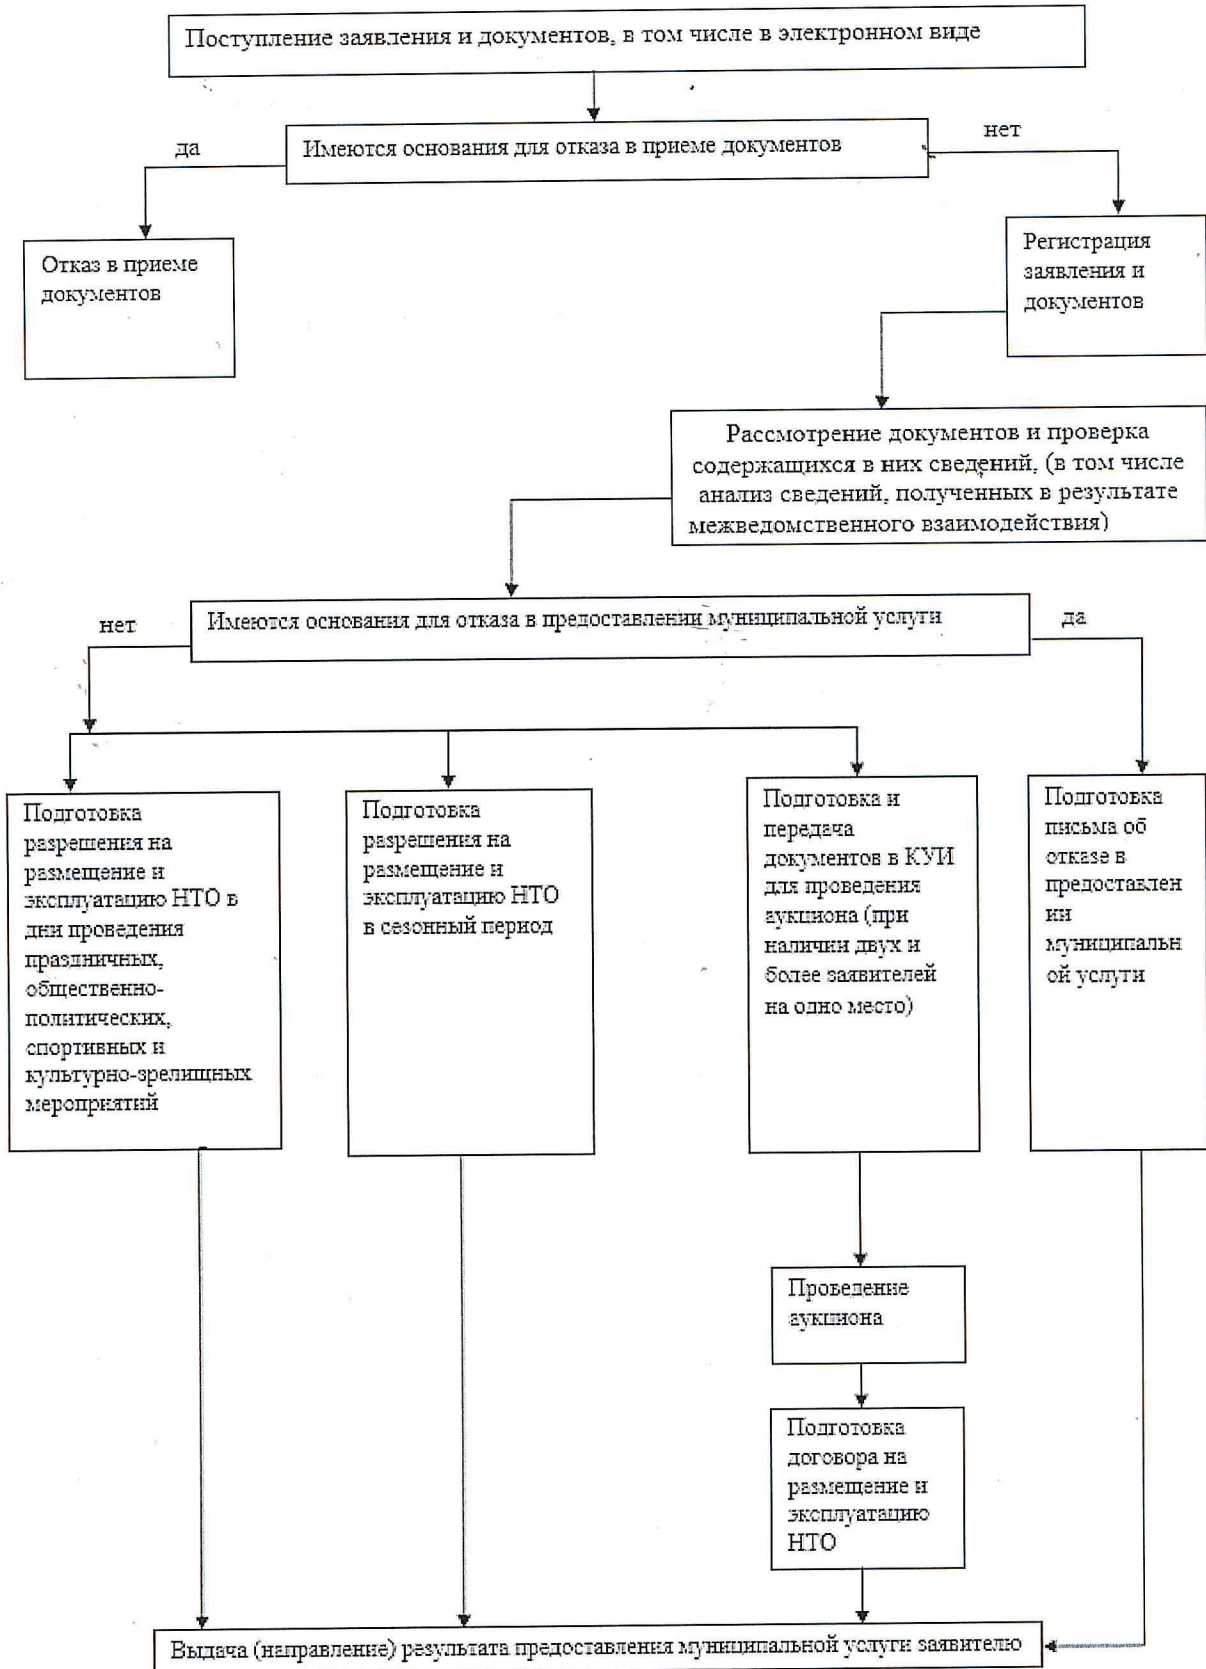 Поступление заявления и документов, в том числе в электронном виде
да
Имеются основания для отказа в приеме документов
нет
Отказ в приеме
документов
Регистрация
заявления и
документов
Рассмотрение документов и проверка
содержащихся в них сведений, (в том числе
анализ сведений, полученных в результате
межведомственного взаимодействия)
нет
Имеются основания для отказа в предоставлении муниципальной услуги
да
Подготовка
разрешения на
размещение и
эксплуатацию НТО в
дни проведения
праздничных,
общественно-
политических,
спортивных и
культурно-зрелищных
мероприятий
Подготовка
разрешения на
размещение и
эксплуатацию НТО
в сезонный период
Подготовка и
передача
документов в КУИ
для проведения
аукциона (при
наличии двух и
более заявителей
на одно место)
Подготовка
письма об
отказе в
предоставлен
ии
муниципальн
ой услуги
Проведение
аукциона
Подготовка
договора на
размещение и
эксплуатацию
НТО
Выдача (направление) результата предоставления муниципальной услуги заявителю